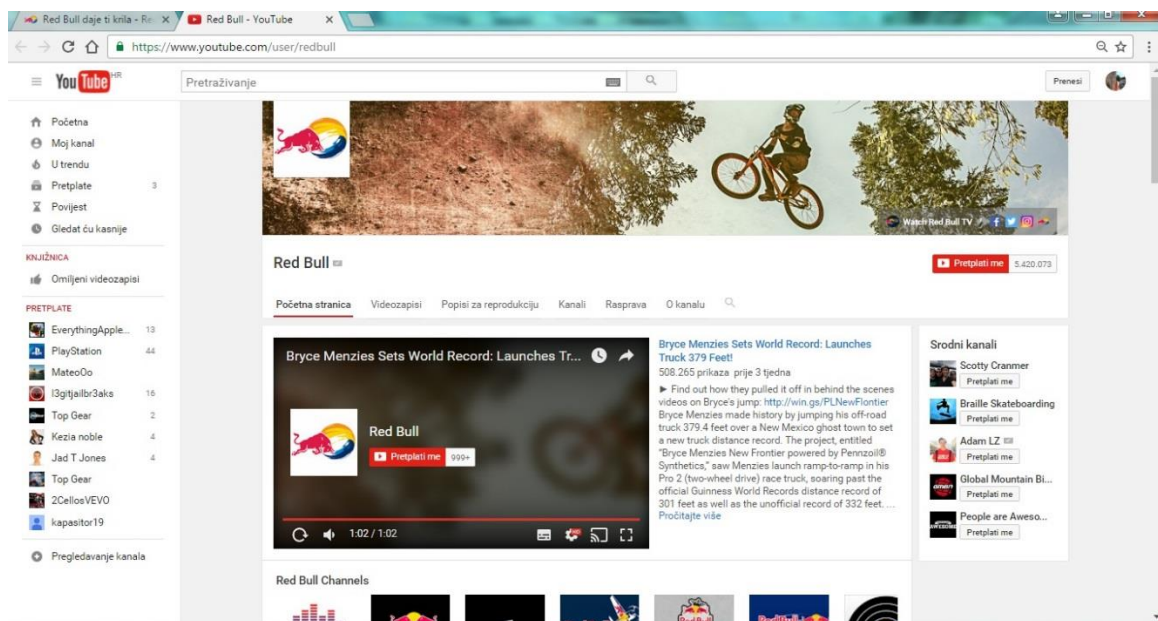 Red Bull daje ti krila - Re
Red Bull - YouTube
https://www.youtube.com/user/redbull
YouTube HR
Pretraživanje
Prenesi
Početna
Moj kanal
U trendu
Pretplate 3
Povijest
Gledat ću kasnije
KNJIŽNICA
Omiljeni videozapisi
PRETPLATE
EverythingApple... 13
PlayStation 44
MateoOo
I3gitjailbr3aks 16
Top Gear 2
Kezia noble 4
Jad T Jones 4
Top Gear
2CellosVEVO
kapasitor19
Pregledavanje kanala
Watch Red Bull TV
Red Bull
Pretplati me 5.420.073
Početna stranica Videozapisi Popisi za reprodukciju Kanali Rasprava O kanalu
Bryce Menzies Sets World Record: Launches Tr...
Red Bull
Pretplati me 999+
1:02 / 1:02
Bryce Menzies Sets World Record: Launches
Truck 379 Feet!
508.265 prikaza prije 3 tjedna
► Find out how they pulled it off in behind the scenes
videos on Bryce's jump: http://win.gs/PLNewFlontier
Bryce Menzies made history by jumping his off-road
truck 379.4 feet over a New Mexico ghost town to set
a new truck distance record. The project, entitled
"Bryce Menzies New Frontier powered by Pennzoil®
Synthetics," saw Menzies launch ramp-to-ramp in his
Pro 2 (two-wheel drive) race truck, soaring past the
official Guinness World Records distance record of
301 feet as well as the unofficial record of 332 feet. ...
Pročitajte više
Srodni kanali
Scotty Cranmer
Pretplati me
Braille Skateboarding
Pretplati me
Adam LZ
Pretplati me
Global Mountain Bi...
Pretplati me
People are Aweso...
Pretplati me
Red Bull Channels